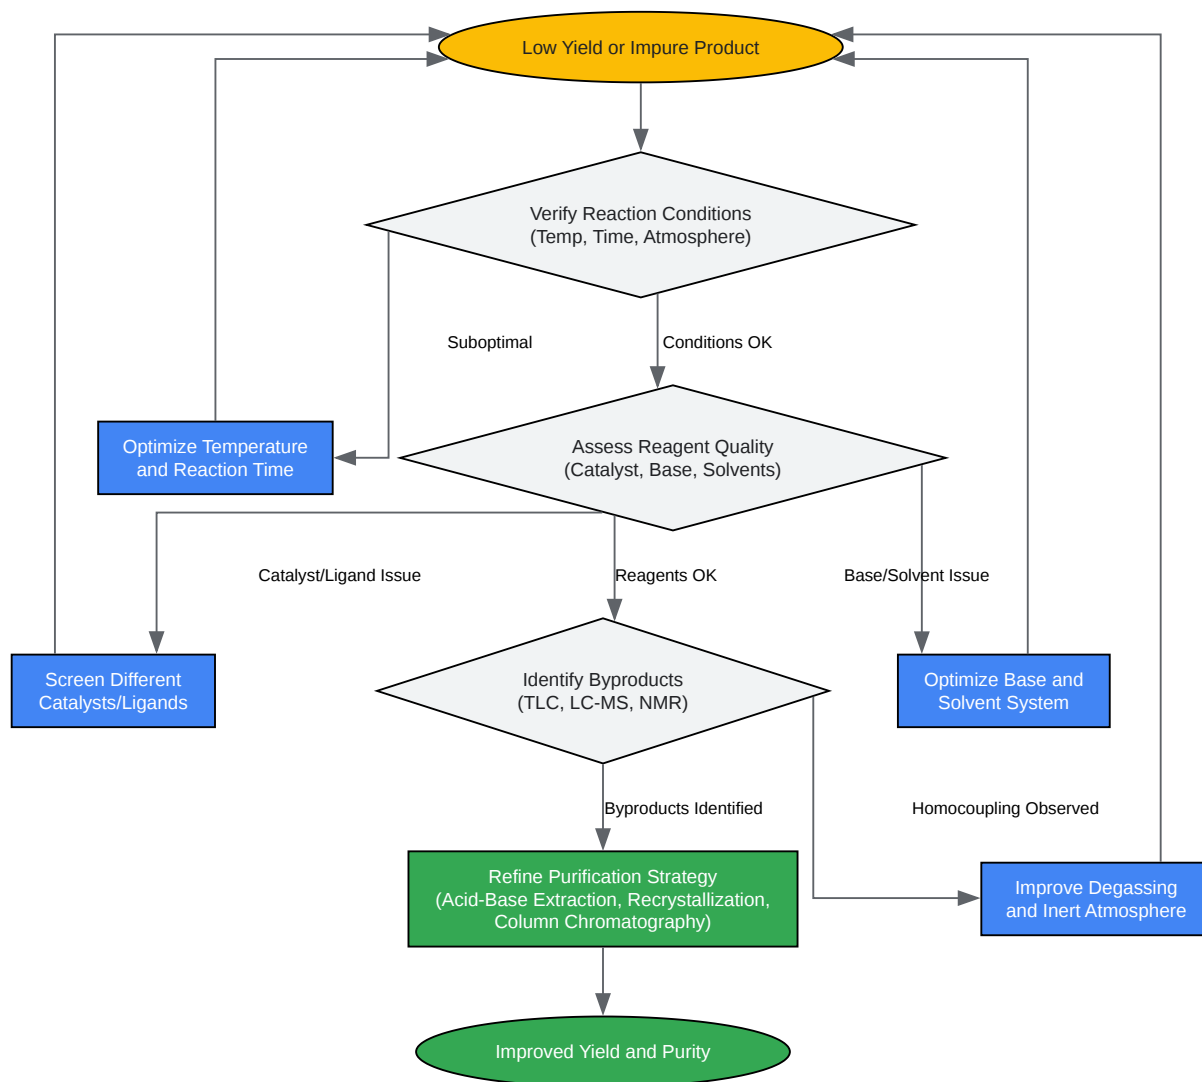 Low Yield or Impure Product
Verify Reaction Conditions
(Temp, Time, Atmosphere)
Suboptimal
Conditions OK
Optimize Temperature
and Reaction Time
Assess Reagent Quality
(Catalyst, Base, Solvents)
Catalyst/Ligand Issue
Reagents OK
Base/Solvent Issue
Screen Different
Catalysts/Ligands
Identify Byproducts
(TLC, LC-MS, NMR)
Optimize Base and
Solvent System
Byproducts Identified
Homocoupling Observed
Refine Purification Strategy
(Acid-Base Extraction, Recrystallization,
Column Chromatography)
Improve Degassing
and Inert Atmosphere
Improved Yield and Purity